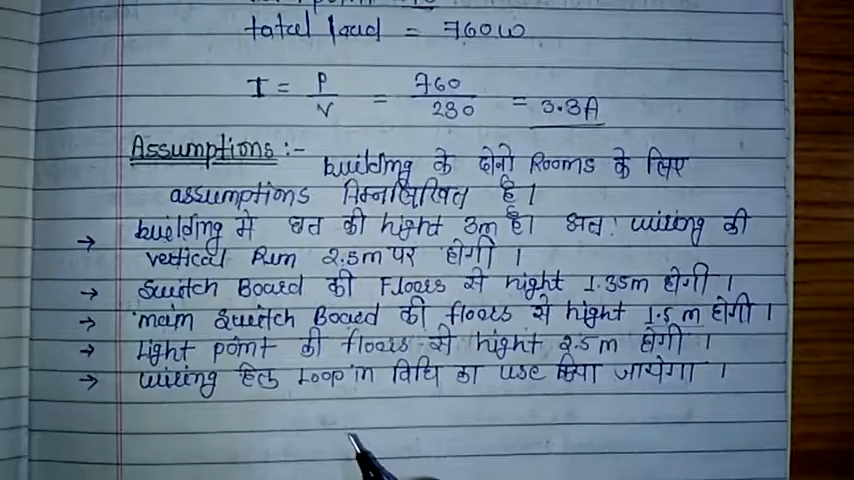 total load = 760W
I = P/V = 760/230 = 3.3A
Assumptions :-
building के दोनो Rooms के लिए
assumptions निम्नलिखित है।
→ building मे छत की hight 3m है। अतः wiring की
vertical Run 2.5m पर होगी।
→ Switch Board की Floors से hight 1.35m होगी।
→ main Switch Board की floors से hight 1.5m होगी।
→ Light point की floors से hight 2.5m होगी।
→ wiring हेतु Loop in विधि का use किया जायेगा।